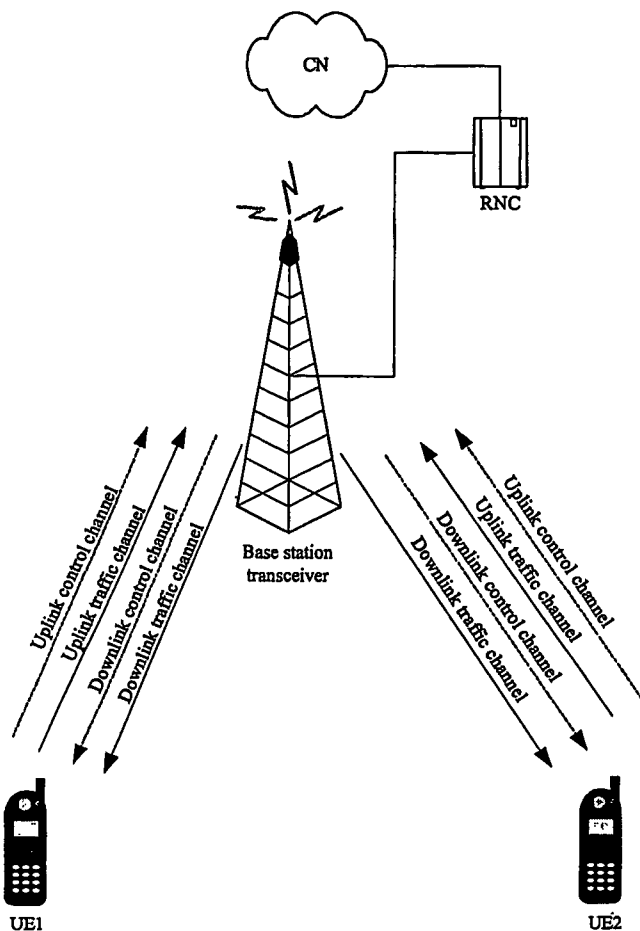 CN
RNC
Base station
transceiver
Uplink control channel
Uplink traffic channel
Downlink control channel
Downlink traffic channel
Downlink traffic channel
Downlink control channel
Uplink traffic channel
Uplink control channel
UE1
UE2